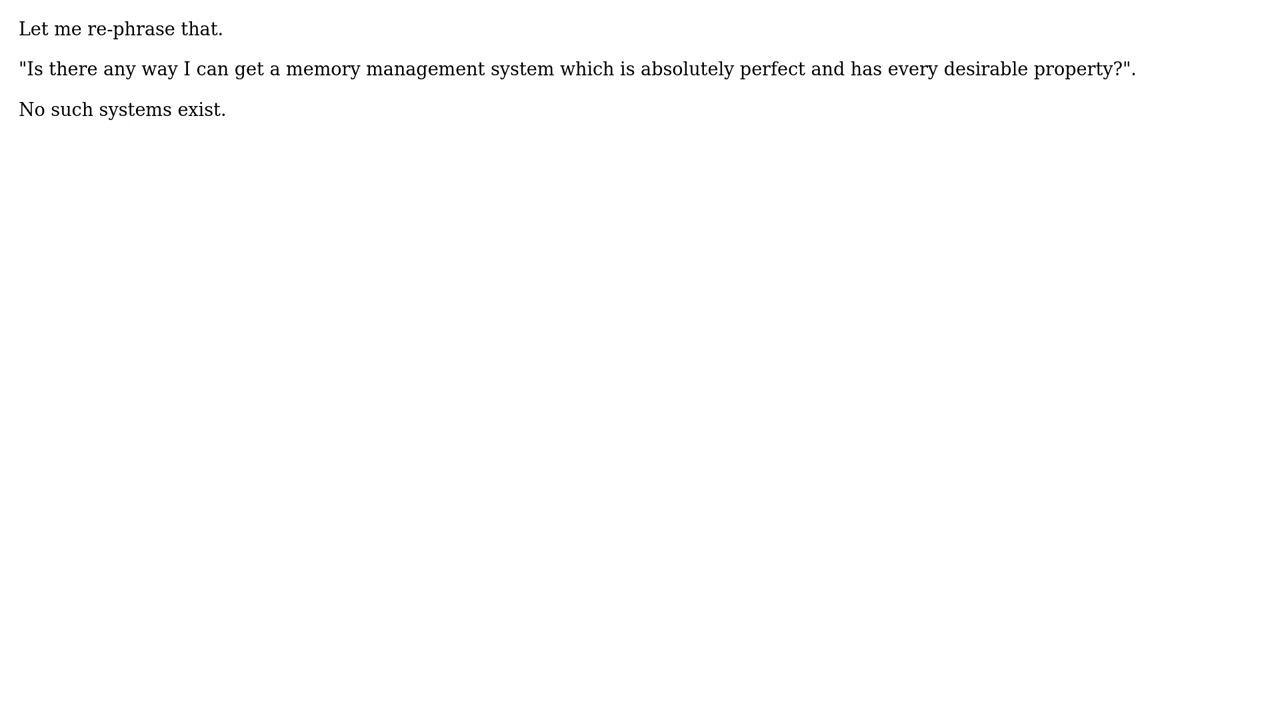 Let me re-phrase that.
"Is there any way I can get a memory management system which is absolutely perfect and has every desirable property?".
No such systems exist.